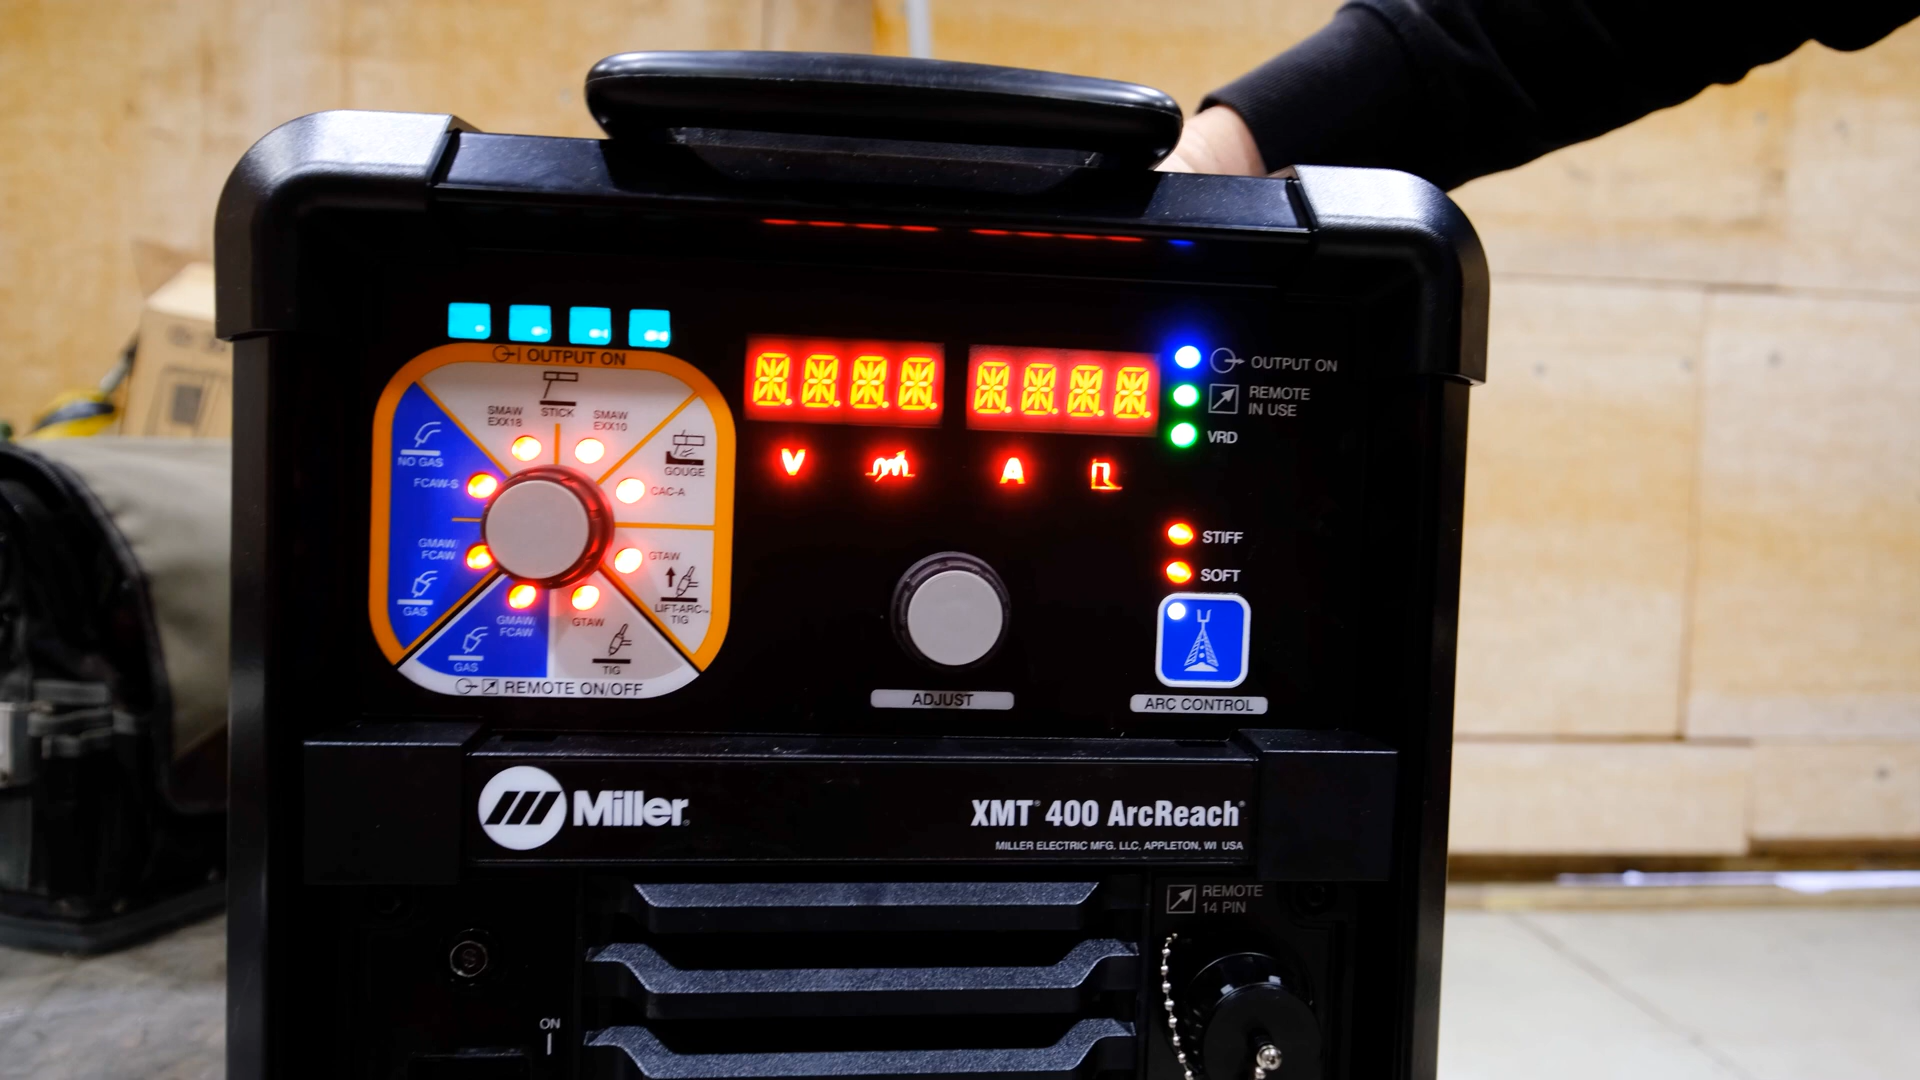 OUTPUT ON
STICK
SMAW
EXX18
SMAW
EXX10
GOUGE
CAC-A
NO GAS
FCAW-S
GMAW/
FCAW
GAS
GMAW/
FCAW
GAS
GTAW
TIG
GTAW
LIFT-ARC™
TIG
REMOTE ON/OFF
V
A
OUTPUT ON
REMOTE
IN USE
VRD
STIFF
SOFT
ADJUST
ARC CONTROL
Miller®
XMT® 400 ArcReach®
MILLER ELECTRIC MFG. LLC, APPLETON, WI USA
REMOTE
14 PIN
S
ON